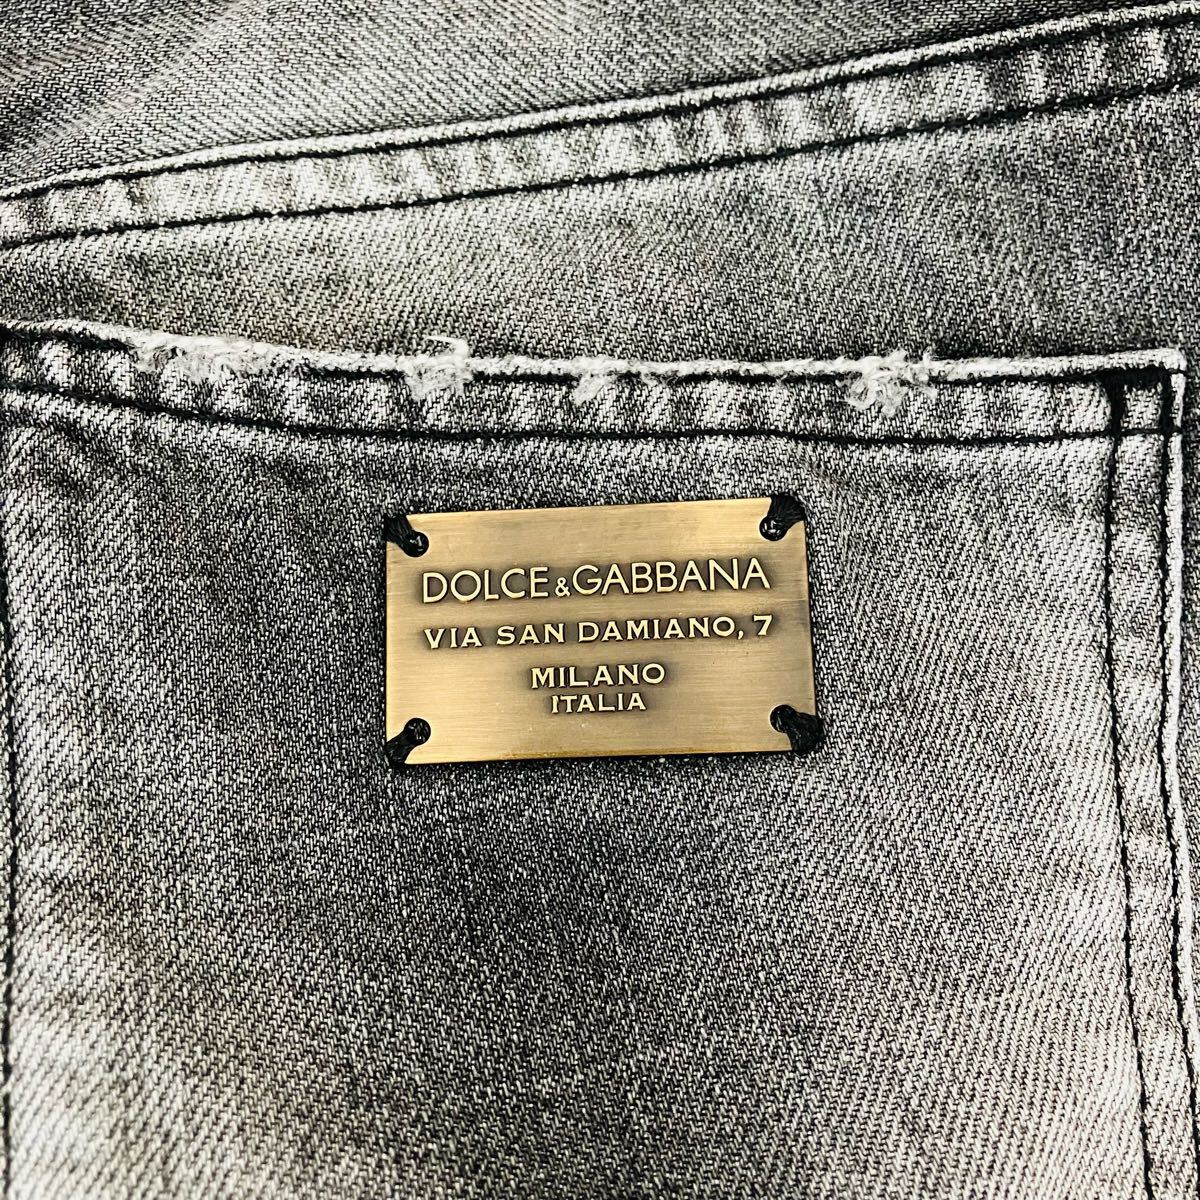 DOLCE&GABBANA
VIA SAN DAMIANO, 7
MILANO
ITALIA